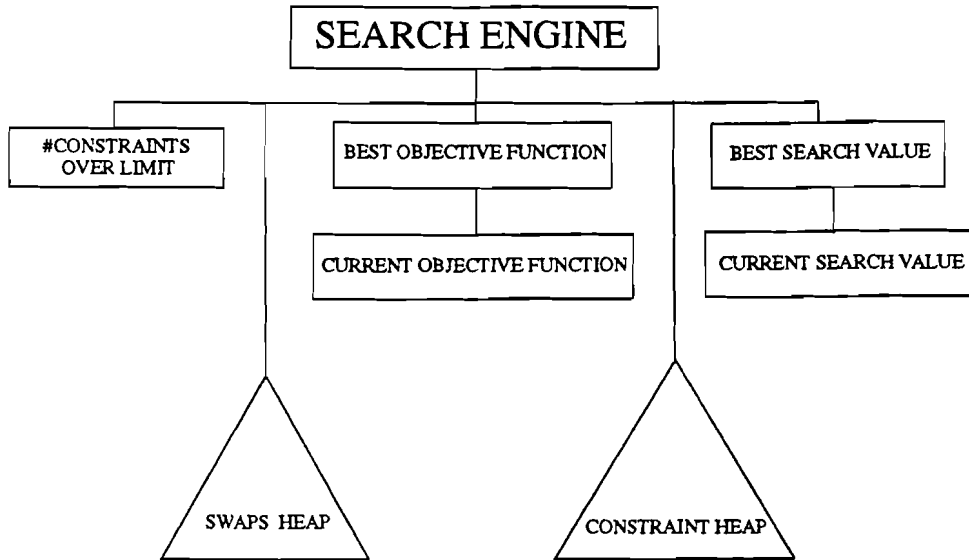 SEARCH ENGINE
#CONSTRAINTS
OVER LIMIT
BEST OBJECTIVE FUNCTION
BEST SEARCH VALUE
CURRENT OBJECTIVE FUNCTION
CURRENT SEARCH VALUE
SWAPS HEAP
CONSTRAINT HEAP